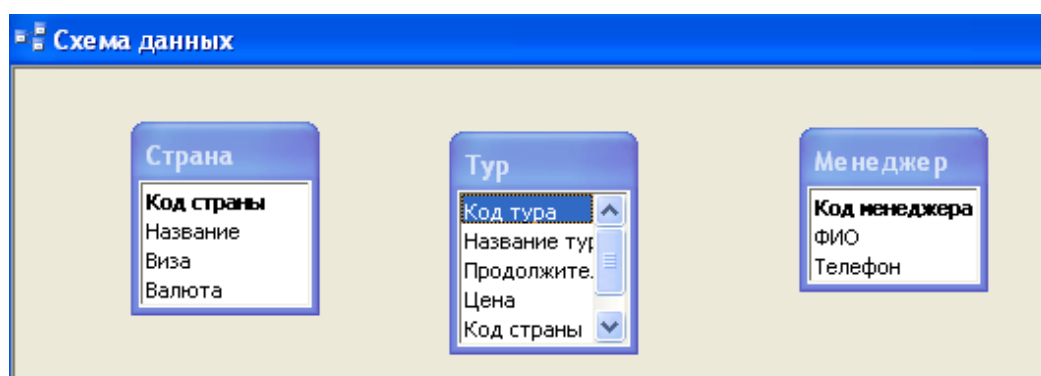 Схема данных
Страна
Код страны
Название
Виза
Валюта
Тур
Код тура
Название тур
Продолжите.
Цена
Код страны
Менеджер
Код менеджера
ФИО
Телефон